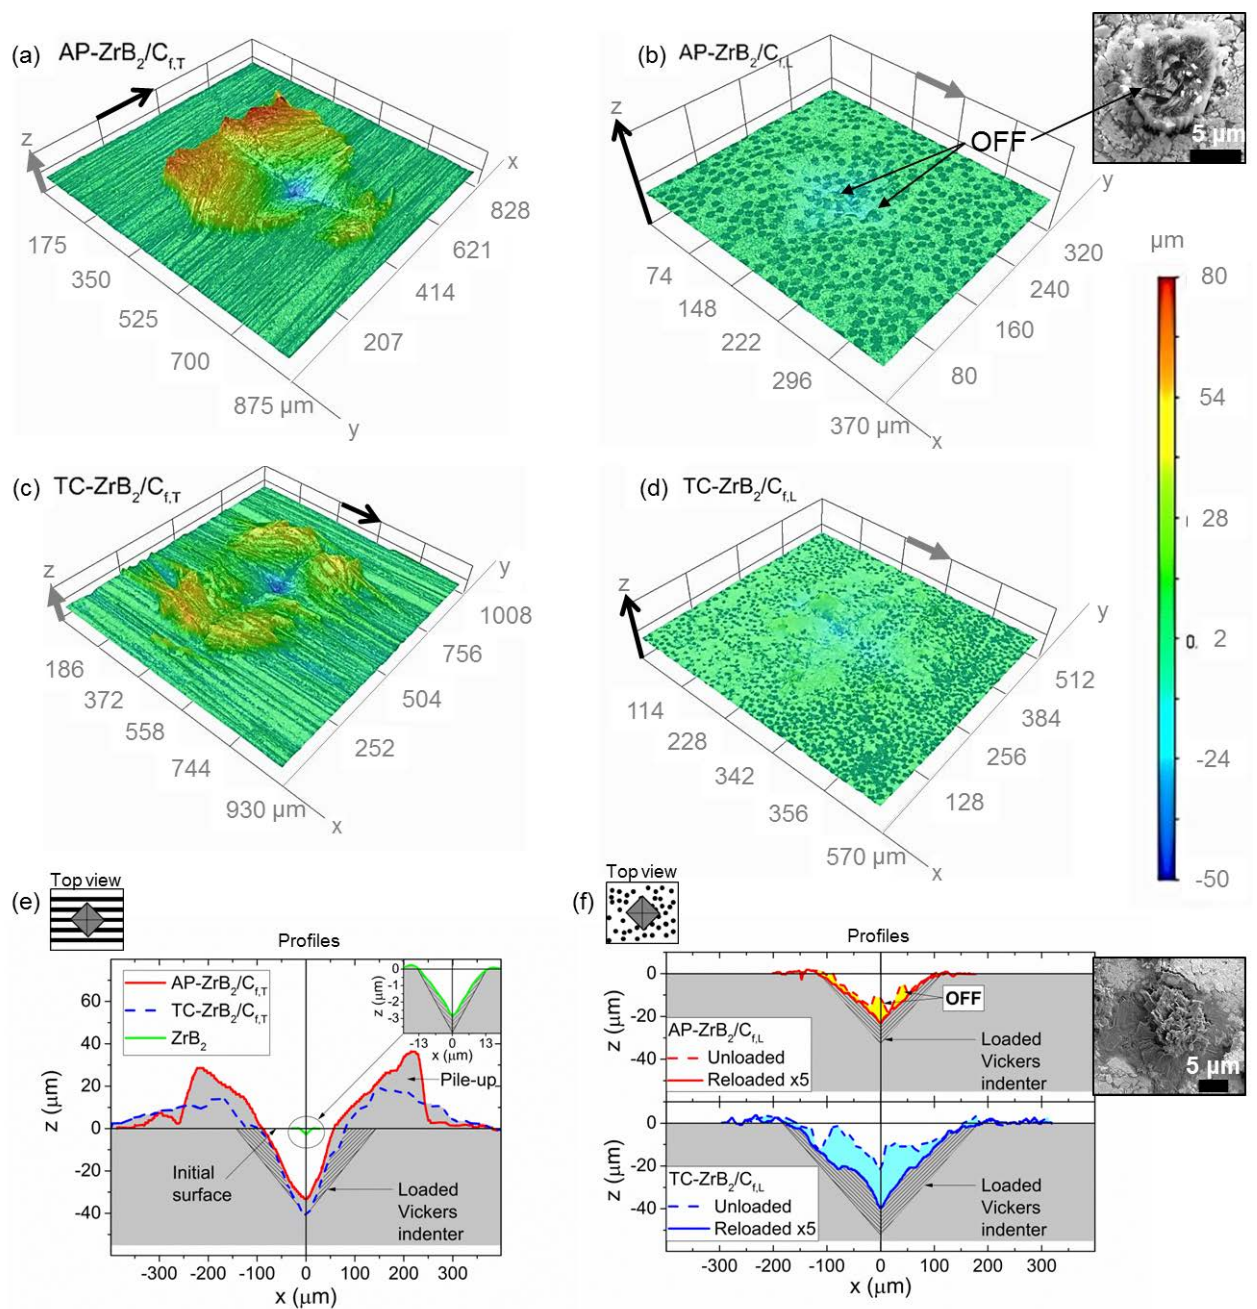 (a) AP-ZrB2/Cf,T
z
x
828
621
414
207
175
350
525
700
875 µm
y
(b) AP-ZrB2/Cf,L
OFF
5 µm
z
y
320
240
160
80
74
148
222
296
370 µm
x
µm
80
54
28
0.
2
-24
-50
(c) TC-ZrB2/Cf,T
z
y
1008
756
504
252
186
372
558
744
930 µm
x
(d) TC-ZrB2/Cf,L
z
y
512
384
256
128
114
228
342
356
570 µm
x
Top view
(e)
Profiles
AP-ZrB2/Cf,T
TC-ZrB2/Cf,T
ZrB2
z (µm)
0
-1
-2
-3
-13 0 13
x (µm)
Pile-up
Initial
surface
Loaded
Vickers
indenter
z (µm)
60
40
20
0
-20
-40
-300 -200 -100 0 100 200 300
x (µm)
Top view
(f)
Profiles
OFF
AP-ZrB2/Cf,L
Unloaded
Reloaded x5
Loaded
Vickers
indenter
z (µm)
0
-20
-40
5 µm
TC-ZrB2/Cf,L
Unloaded
Reloaded x5
Loaded
Vickers
indenter
z (µm)
0
-20
-40
-60
-300 -200 -100 0 100 200 300
x (µm)